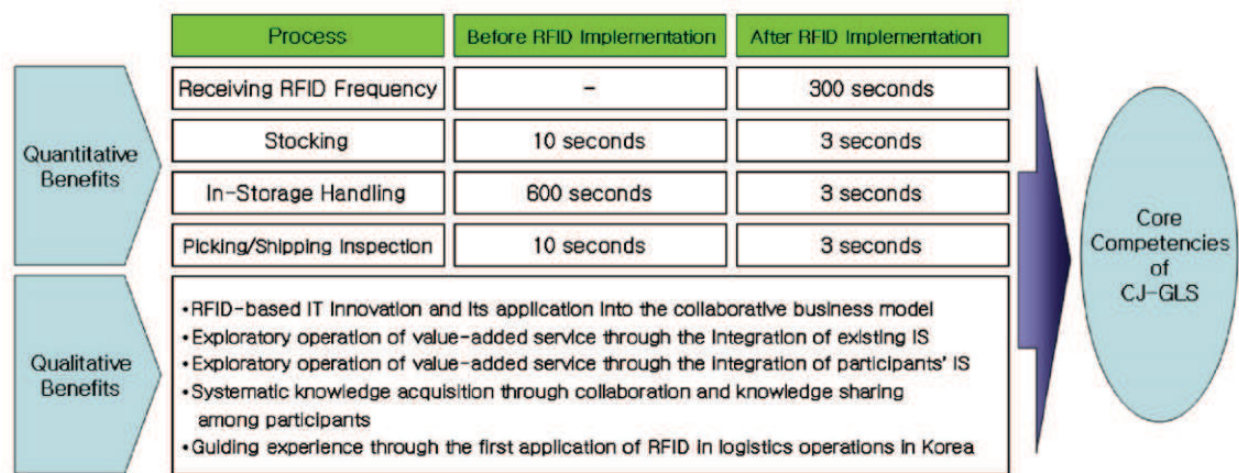 Process Before RFID Implementation After RFID Implementation
Quantitative
Benefits
Receiving RFID Frequency - 300 seconds
Stocking 10 seconds 3 seconds
In-Storage Handling 600 seconds 3 seconds
Picking/Shipping Inspection 10 seconds 3 seconds
Qualitative
Benefits
•RFID-based IT Innovation and its application into the collaborative business model
•Exploratory operation of value-added service through the integration of existing IS
•Exploratory operation of value-added service through the integration of participants' IS
•Systematic knowledge acquisition through collaboration and knowledge sharing
among participants
•Guiding experience through the first application of RFID in logistics operations in Korea
Core
Competencies
of
CJ-GLS